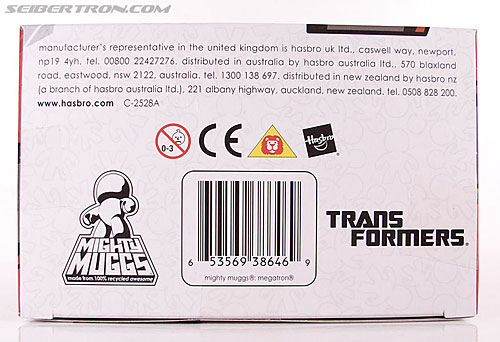 SEIBERTRON.COM
manufacturer's representative in the united kingdom is hasbro uk ltd., caswell way, newport,
np19 4yh. tel. 00800 22427276. distributed in australia by hasbro australia ltd., 570 blaxland
road, eastwood, nsw 2122, australia. tel. 1300 138 697. distributed in new zealand by hasbro nz
(a branch of hasbro australia ltd.), 221 albany highway, auckland, new zealand. tel. 0508 828 200.
www.hasbro.com C-2528A
0-3 CE Hasbro
MIGHTY
MUGGS
made from 100% recycled awesome!
6 53569 38646 9
mighty muggs®: megatron®
TRANS
FORMERS®